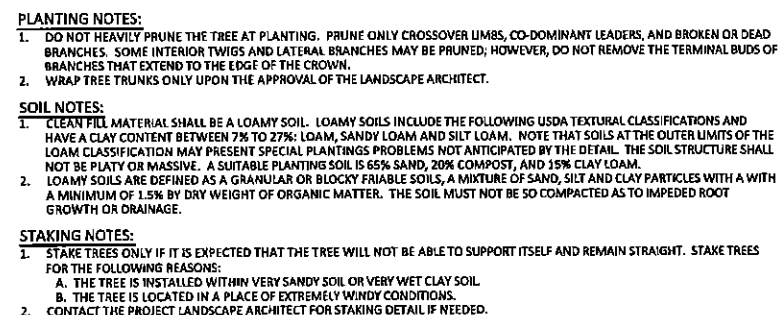 PLANTING NOTES:
1. DO NOT HEAVILY PRUNE THE TREE AT PLANTING. PRUNE ONLY CROSSOVER LIMBS, CO-DOMINANT LEADERS, AND BROKEN OR DEAD
BRANCHES. SOME INTERIOR TWIGS AND LATERAL BRANCHES MAY BE PRUNED; HOWEVER, DO NOT REMOVE THE TERMINAL BUDS OF
BRANCHES THAT EXTEND TO THE EDGE OF THE CROWN.
2. WRAP TREE TRUNKS ONLY UPON THE APPROVAL OF THE LANDSCAPE ARCHITECT.
SOIL NOTES:
1. CLEAN FILL MATERIAL SHALL BE A LOAMY SOIL. LOAMY SOILS INCLUDE THE FOLLOWING USDA TEXTURAL CLASSIFICATIONS AND
HAVE A CLAY CONTENT BETWEEN 7% TO 27%: LOAM, SANDY LOAM AND SILT LOAM. NOTE THAT SOILS AT THE OUTER LIMITS OF THE
LOAM CLASSIFICATION MAY PRESENT SPECIAL PLANTINGS PROBLEMS NOT ANTICIPATED BY THE DETAIL. THE SOIL STRUCTURE SHALL
NOT BE PLATY OR MASSIVE. A SUITABLE PLANTING SOIL IS 65% SAND, 20% COMPOST, AND 15% CLAY LOAM.
2. LOAMY SOILS ARE DEFINED AS A GRANULAR OR BLOCKY FRIABLE SOILS, A MIXTURE OF SAND, SILT AND CLAY PARTICLES WITH A WITH
A MINIMUM OF 1.5% BY DRY WEIGHT OF ORGANIC MATTER. THE SOIL MUST NOT BE SO COMPACTED AS TO IMPEDED ROOT
GROWTH OR DRAINAGE.
STAKING NOTES:
1. STAKE TREES ONLY IF IT IS EXPECTED THAT THE TREE WILL NOT BE ABLE TO SUPPORT ITSELF AND REMAIN STRAIGHT. STAKE TREES
FOR THE FOLLOWING REASONS:
A. THE TREE IS INSTALLED WITHIN VERY SANDY SOIL OR VERY WET CLAY SOIL
B. THE TREE IS LOCATED IN A PLACE OF EXTREMELY WINDY CONDITIONS.
2. CONTACT THE PROJECT LANDSCAPE ARCHITECT FOR STAKING DETAIL IF NEEDED.